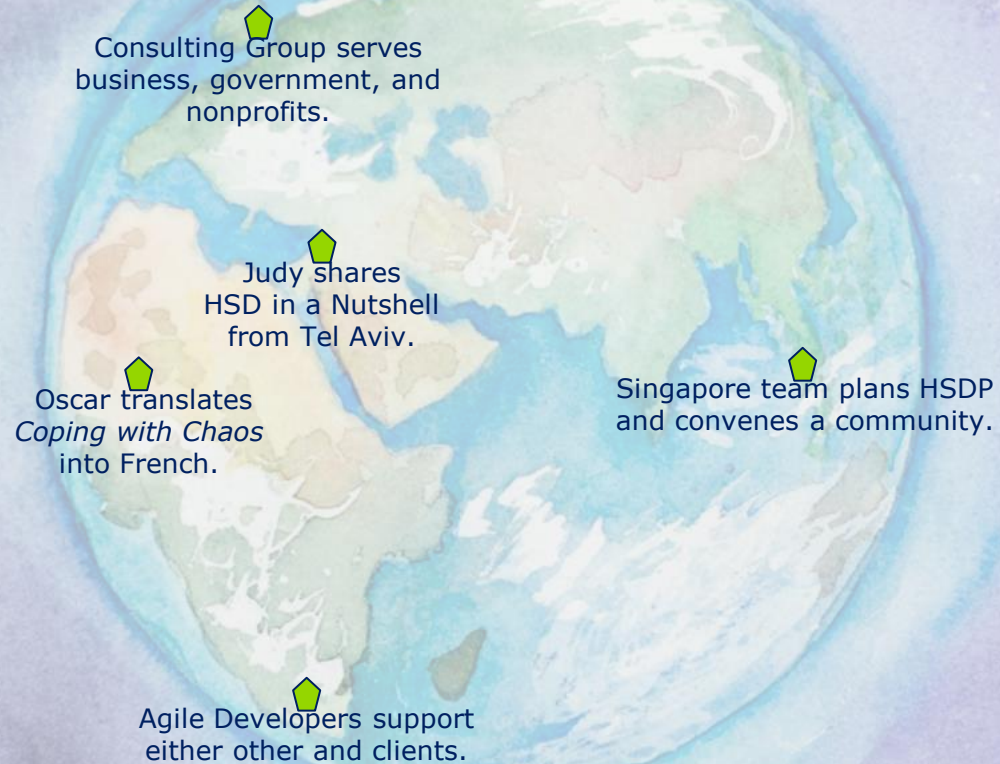 Consulting Group serves
business, government, and
nonprofits.
Judy shares
HSD in a Nutshell
from Tel Aviv.
Oscar translates
Coping with Chaos
into French.
Singapore team plans HSDP
and convenes a community.
Agile Developers support
either other and clients.